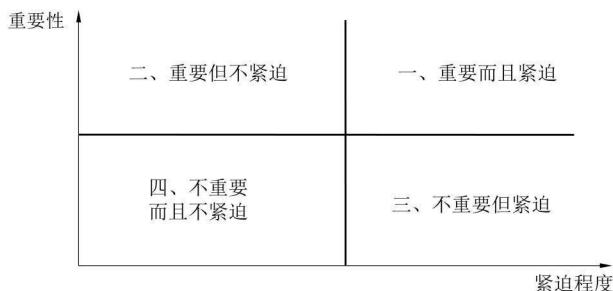 重要性
二、重要但不紧迫
一、重要而且紧迫
四、不重要
而且不紧迫
三、不重要但紧迫
紧迫程度